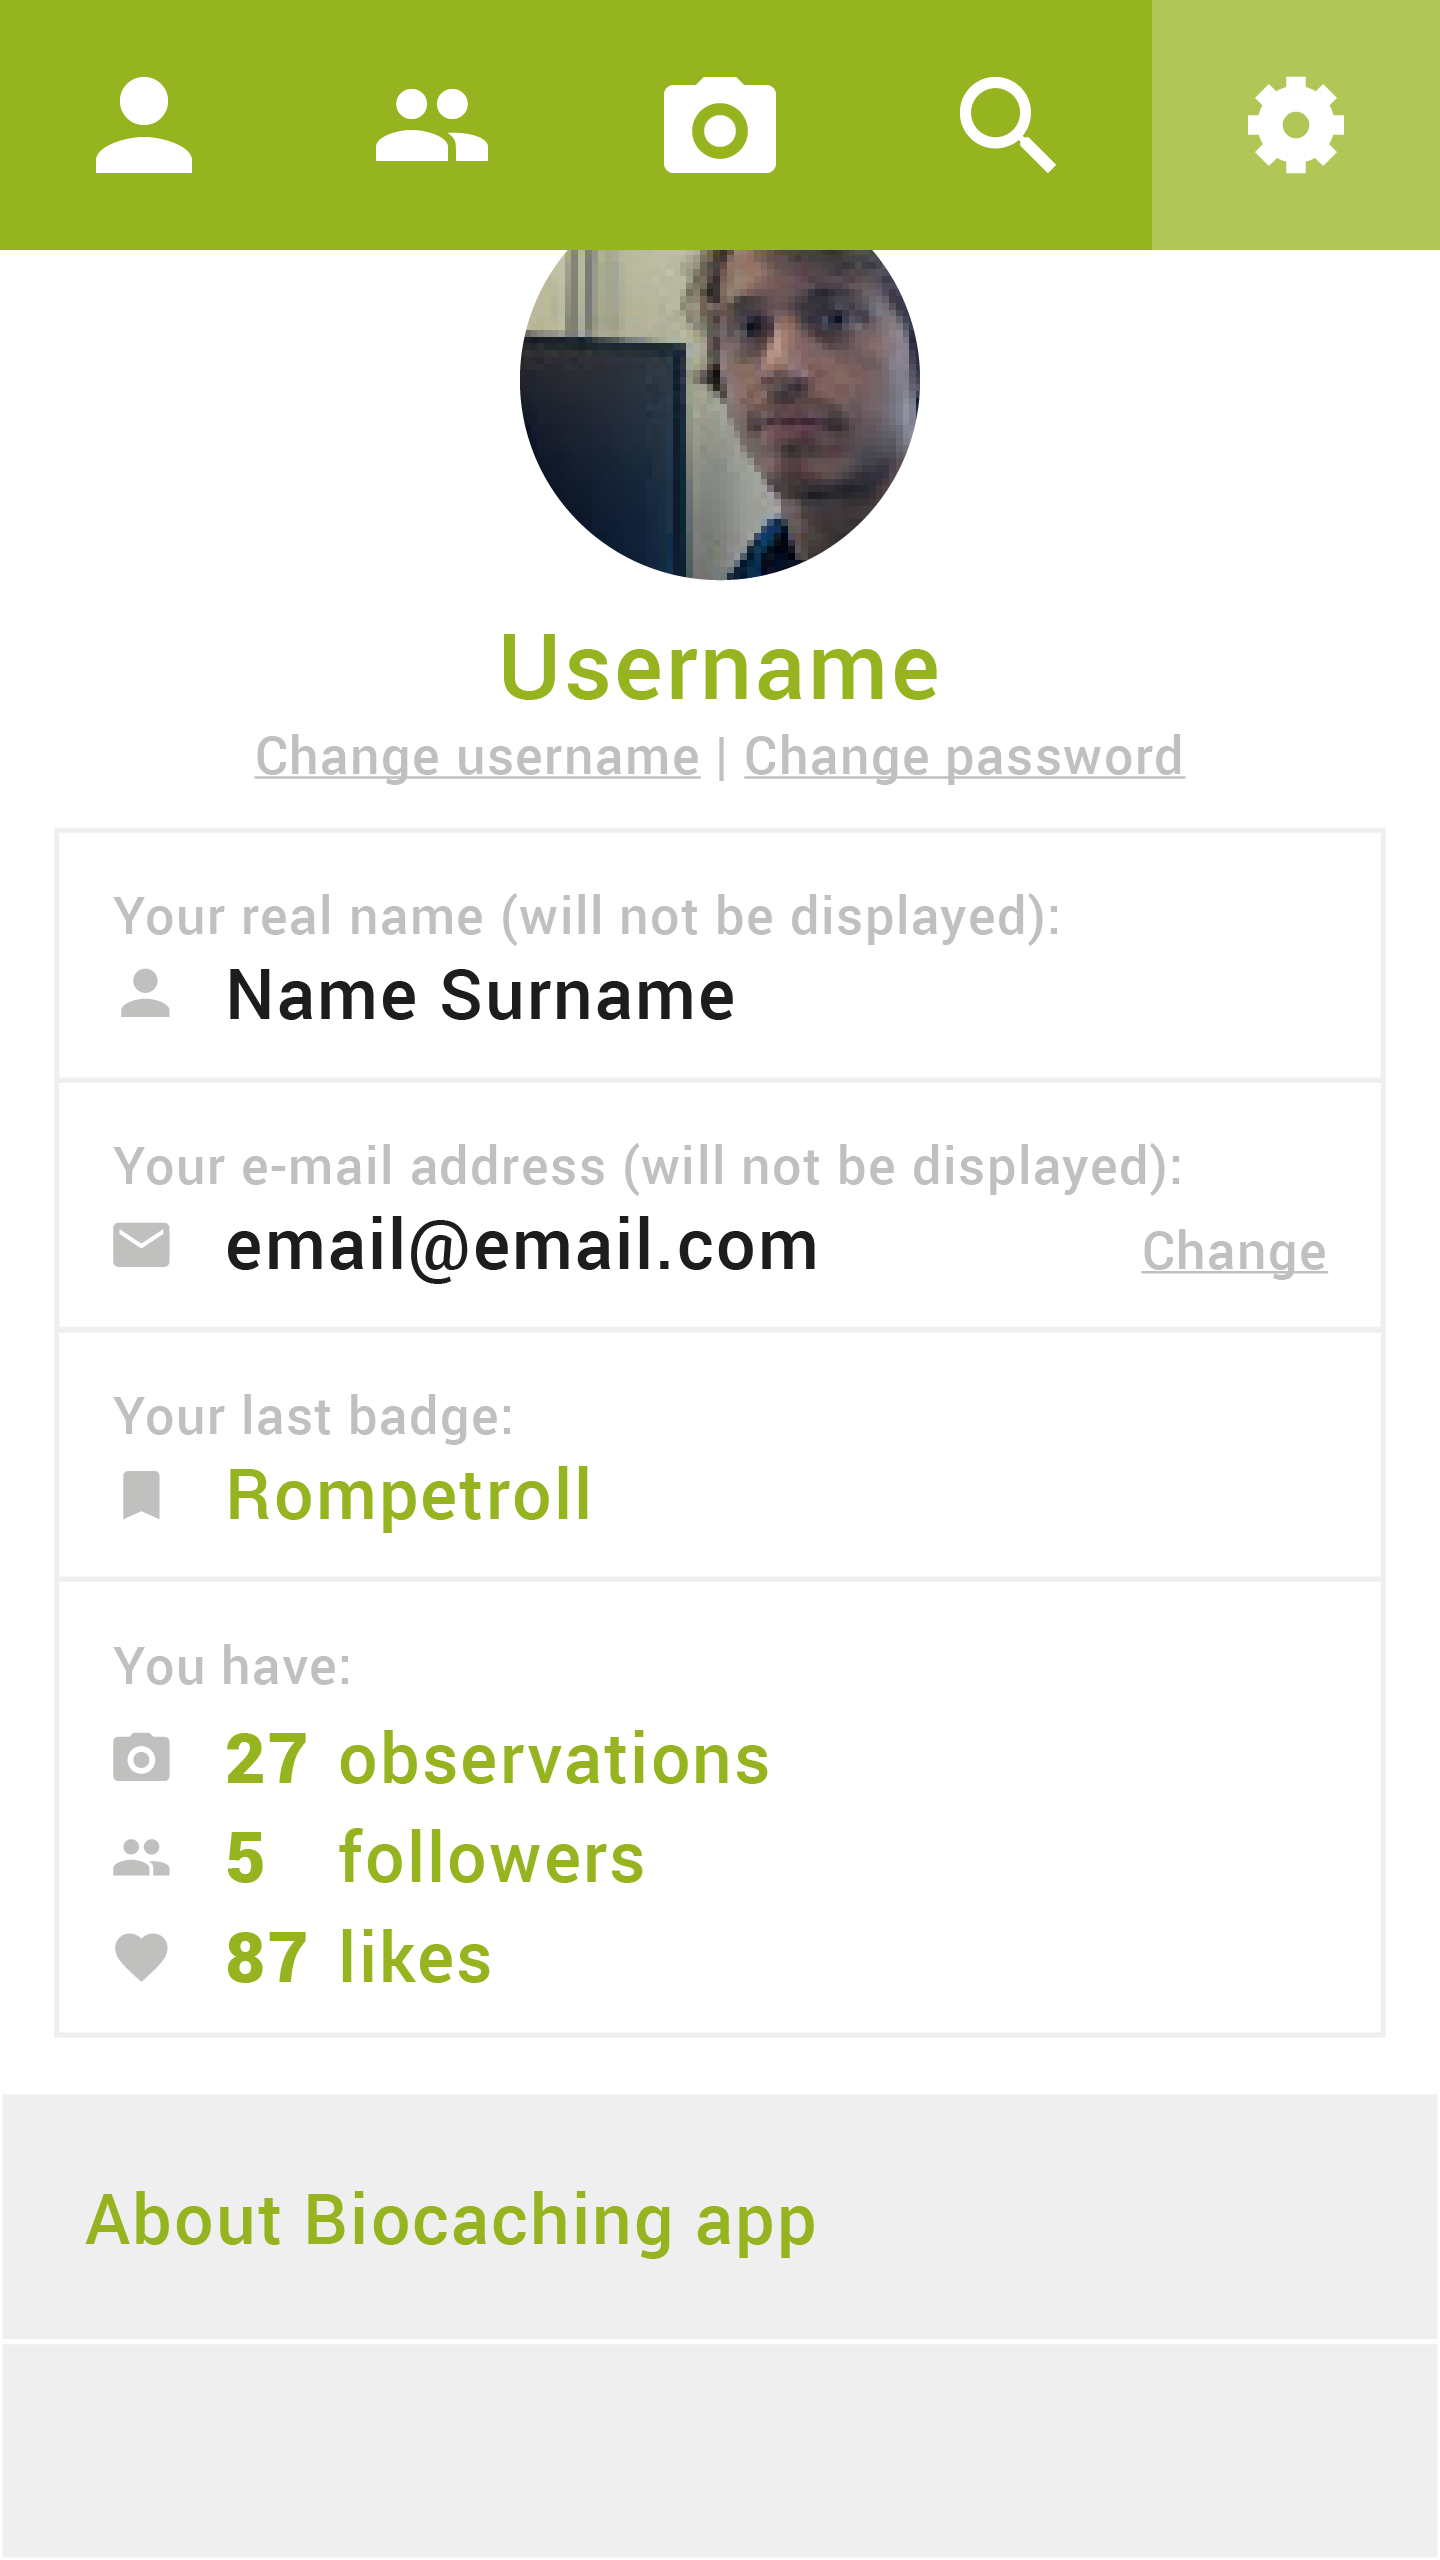 Username
Change username | Change password
Your real name (will not be displayed):
Name Surname
Your e-mail address (will not be displayed):
email@email.com Change
Your last badge:
Rompetroll
You have:
27 observations
5 followers
87 likes
About Biocaching app